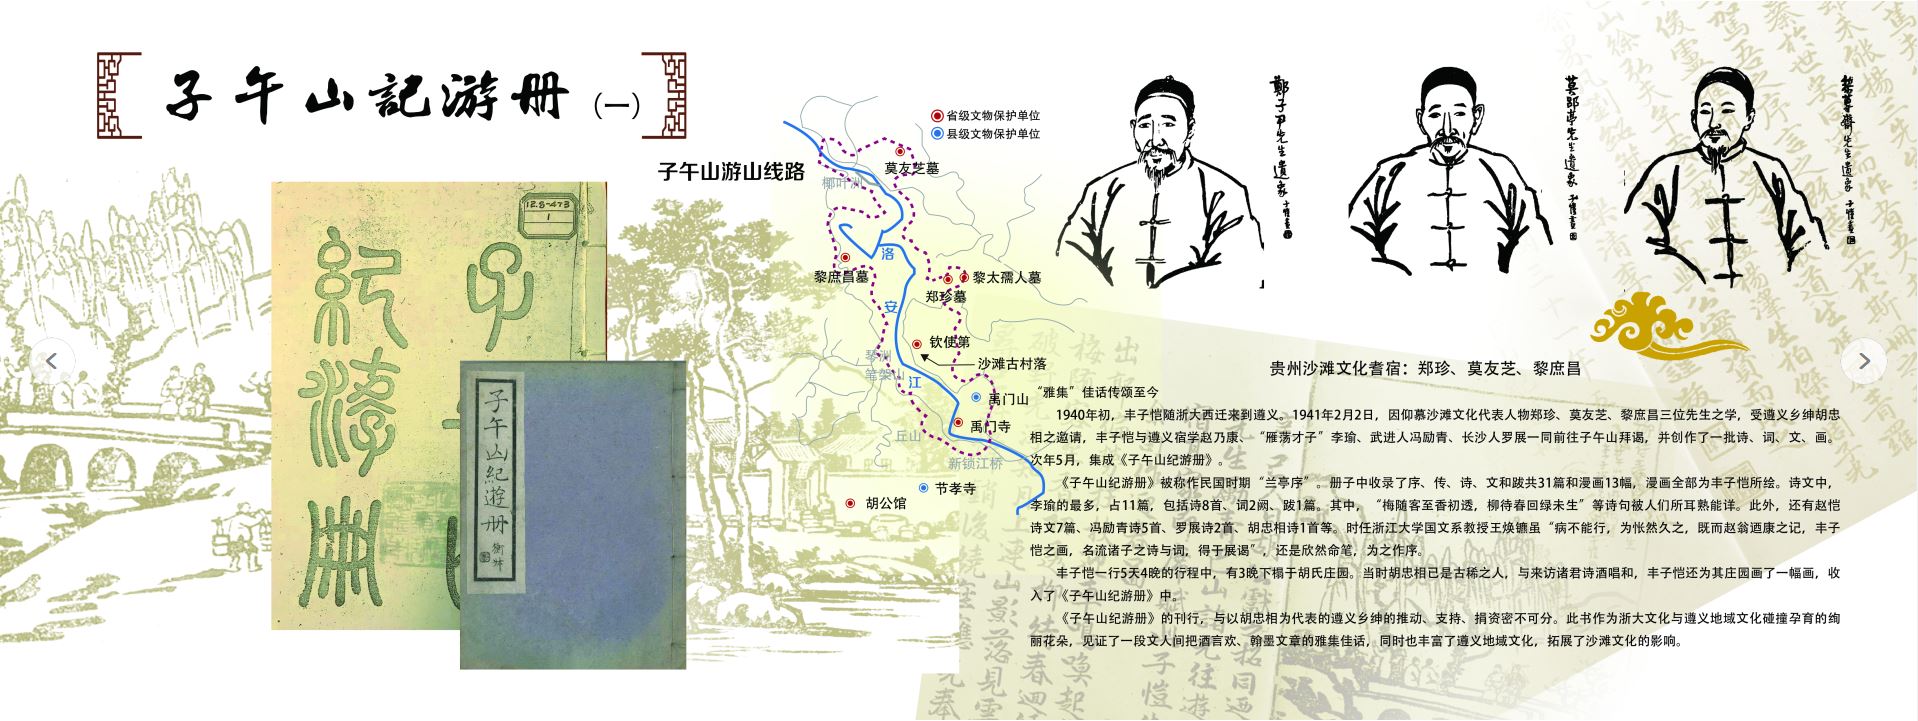 子午山記游册（一）
子午山游山线路
省级文物保护单位
县级文物保护单位
莫友芝墓
椰叶洲
洛
黎庶昌墓
黎太孺人墓
郑珍墓
安
钦使第
琴洲
沙滩古村落
笔架山
江
禹门山
禹门寺
丘山
新锁江桥
节孝寺
胡公馆
12.8-473
1
子午山紀遊册
鄭子尹先生遺象
子愷畫
莫郘亭先生遺象
子愷畫
黎蒓齋先生遺象
子愷畫
贵州沙滩文化耆宿：郑珍、莫友芝、黎庶昌
“雅集”佳话传颂至今
1940年初，丰子恺随浙大西迁来到遵义。1941年2月2日，因仰慕沙滩文化代表人物郑珍、莫友芝、黎庶昌三位先生之学，受遵义乡绅胡忠
相之邀请，丰子恺与遵义宿学赵乃康、“雁荡才子”李瑜、武进人冯励青、长沙人罗展一同前往子午山拜谒，并创作了一批诗、词、文、画。
次年5月，集成《子午山纪游册》。
《子午山纪游册》被称作民国时期“兰亭序”。册子中收录了序、传、诗、文和跋共31篇和漫画13幅，漫画全部为丰子恺所绘。诗文中，
李瑜的最多，占11篇，包括诗8首、词2阙、跋1篇。其中，“梅随客至香初透，柳待春回绿未生”等诗句被人们所耳熟能详。此外，还有赵恺
诗文7篇、冯励青诗5首、罗展诗2首、胡忠相诗1首等。时任浙江大学国文系教授王焕镳虽“病不能行，为怅然久之，既而赵翁迺康之记，丰子
恺之画，名流诸子之诗与词，得于展谒”，还是欣然命笔，为之作序。
丰子恺一行5天4晚的行程中，有3晚下榻于胡氏庄园。当时胡忠相已是古稀之人，与来访诸君诗酒唱和，丰子恺还为其庄园画了一幅画，收
入了《子午山纪游册》中。
《子午山纪游册》的刊行，与以胡忠相为代表的遵义乡绅的推动、支持、捐资密不可分。此书作为浙大文化与遵义地域文化碰撞孕育的绚
丽花朵，见证了一段文人间把酒言欢、翰墨文章的雅集佳话，同时也丰富了遵义地域文化，拓展了沙滩文化的影响。